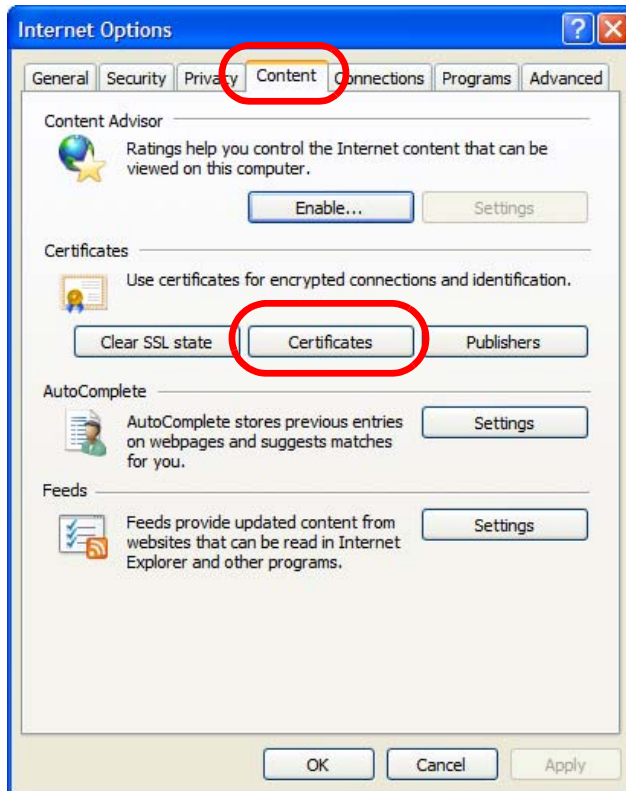 Internet Options
General Security Privacy Content Connections Programs Advanced
Content Advisor
Ratings help you control the Internet content that can be
viewed on this computer.
Enable... Settings
Certificates
Use certificates for encrypted connections and identification.
Clear SSL state Certificates Publishers
AutoComplete
AutoComplete stores previous entries
on webpages and suggests matches
for you.
Settings
Feeds
Feeds provide updated content from
websites that can be read in Internet
Explorer and other programs.
Settings
OK Cancel Apply